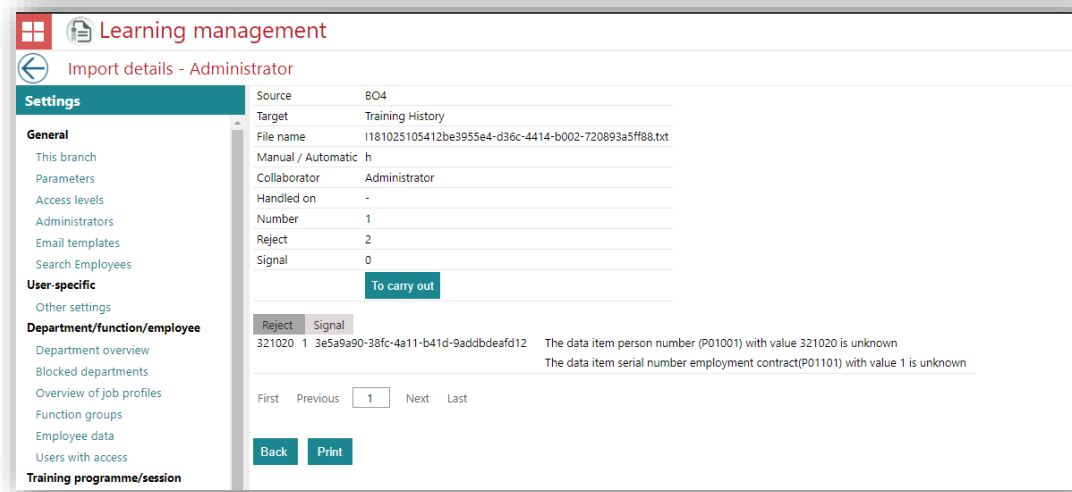 Learning management
Import details - Administrator
Settings
General
This branch
Parameters
Access levels
Administrators
Email templates
Search Employees
User-specific
Other settings
Department/function/employee
Department overview
Blocked departments
Overview of job profiles
Function groups
Employee data
Users with access
Training programme/session
Source BO4
Target Training History
File name I181025105412be3955e4-d36c-4414-b002-720893a5ff88.txt
Manual / Automatic h
Collaborator Administrator
Handled on -
Number 1
Reject 2
Signal 0
To carry out
Reject Signal
321020 1 3e5a9a90-38fc-4a11-b41d-9addbdeafd12 The data item person number (P01001) with value 321020 is unknown
The data item serial number employment contract(P01101) with value 1 is unknown
First Previous 1 Next Last
Back Print